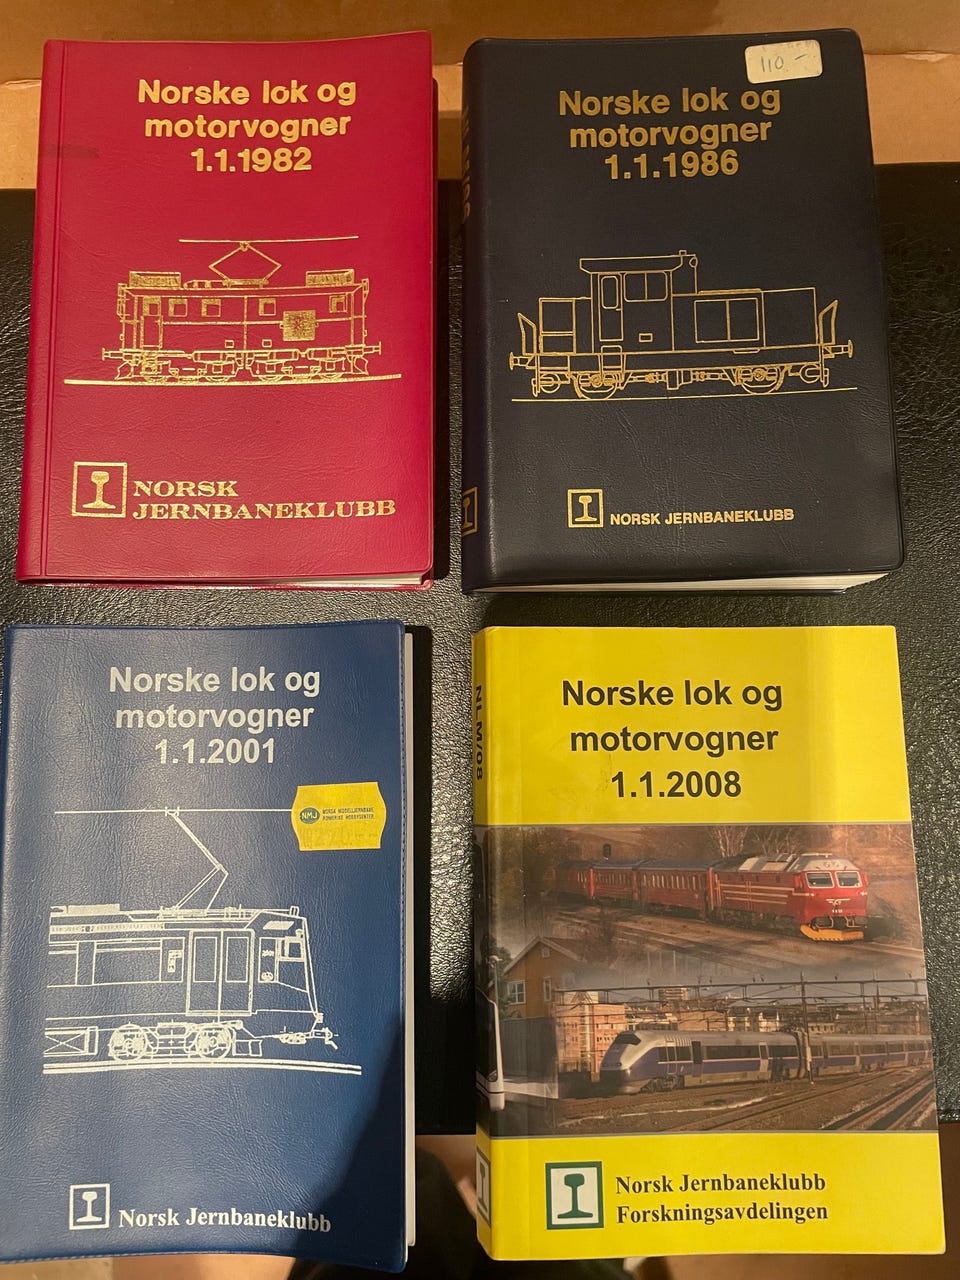 Norske lok og
motorvogner
1.1.1982
NORSK
JERNBANEKLUBB
110.-
Norske lok og
motorvogner
1.1.1986
NORSK JERNBANEKLUBB
Norske lok og
motorvogner
1.1.2001
NMJ
NORSK MODELLJERNBANE
Norsk Jernbaneklubb
NLM/08
Norske lok og
motorvogner
1.1.2008
Norsk Jernbaneklubb
Forskningsavdelingen